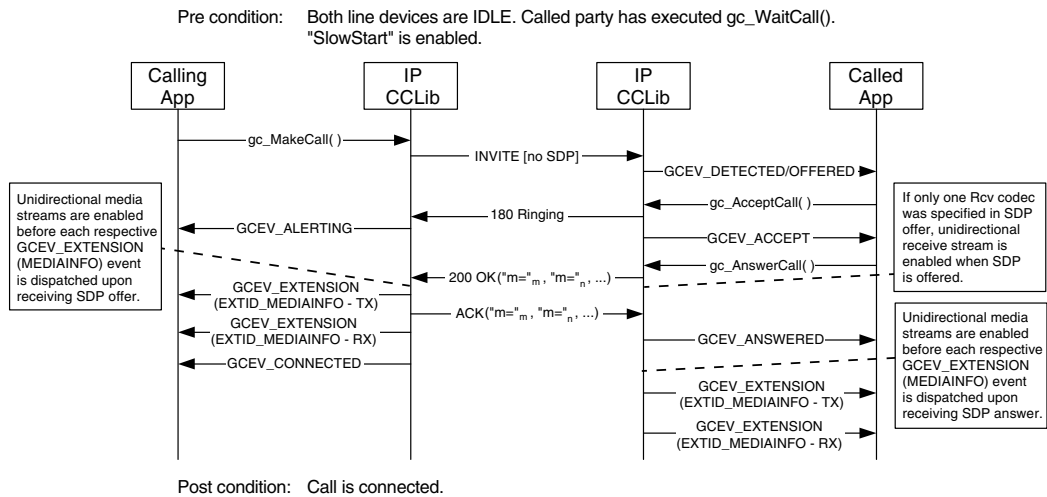 Pre condition: Both line devices are IDLE. Called party has executed gc_WaitCall().
"SlowStart" is enabled.
Calling
App
IP
CCLib
IP
CCLib
Called
App
gc_MakeCall( )
INVITE [no SDP]
GCEV_DETECTED/OFFERED
gc_AcceptCall( )
180 Ringing
GCEV_ALERTING
GCEV_ACCEPT
gc_AnswerCall( )
200 OK("m="m, "m="n, ...)
GCEV_EXTENSION
(EXTID_MEDIAINFO - TX)
ACK("m="m, "m="n, ...)
GCEV_EXTENSION
(EXTID_MEDIAINFO - RX)
GCEV_ANSWERED
GCEV_CONNECTED
GCEV_EXTENSION
(EXTID_MEDIAINFO - TX)
GCEV_EXTENSION
(EXTID_MEDIAINFO - RX)
Unidirectional media
streams are enabled
before each respective
GCEV_EXTENSION
(MEDIAINFO) event
is dispatched upon
receiving SDP offer.
If only one Rcv codec
was specified in SDP
offer, unidirectional
receive stream is
enabled when SDP
is offered.
Unidirectional media
streams are enabled
before each respective
GCEV_EXTENSION
(MEDIAINFO) event
is dispatched upon
receiving SDP answer.
Post condition: Call is connected.